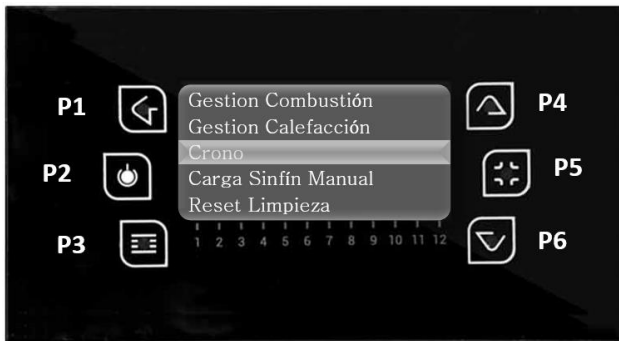 P1
P2
P3
Gestion Combustión
Gestion Calefacción
Crono
Carga Sinfín Manual
Reset Limpieza
1 2 3 4 5 6 7 8 9 10 11 12
P4
P5
P6